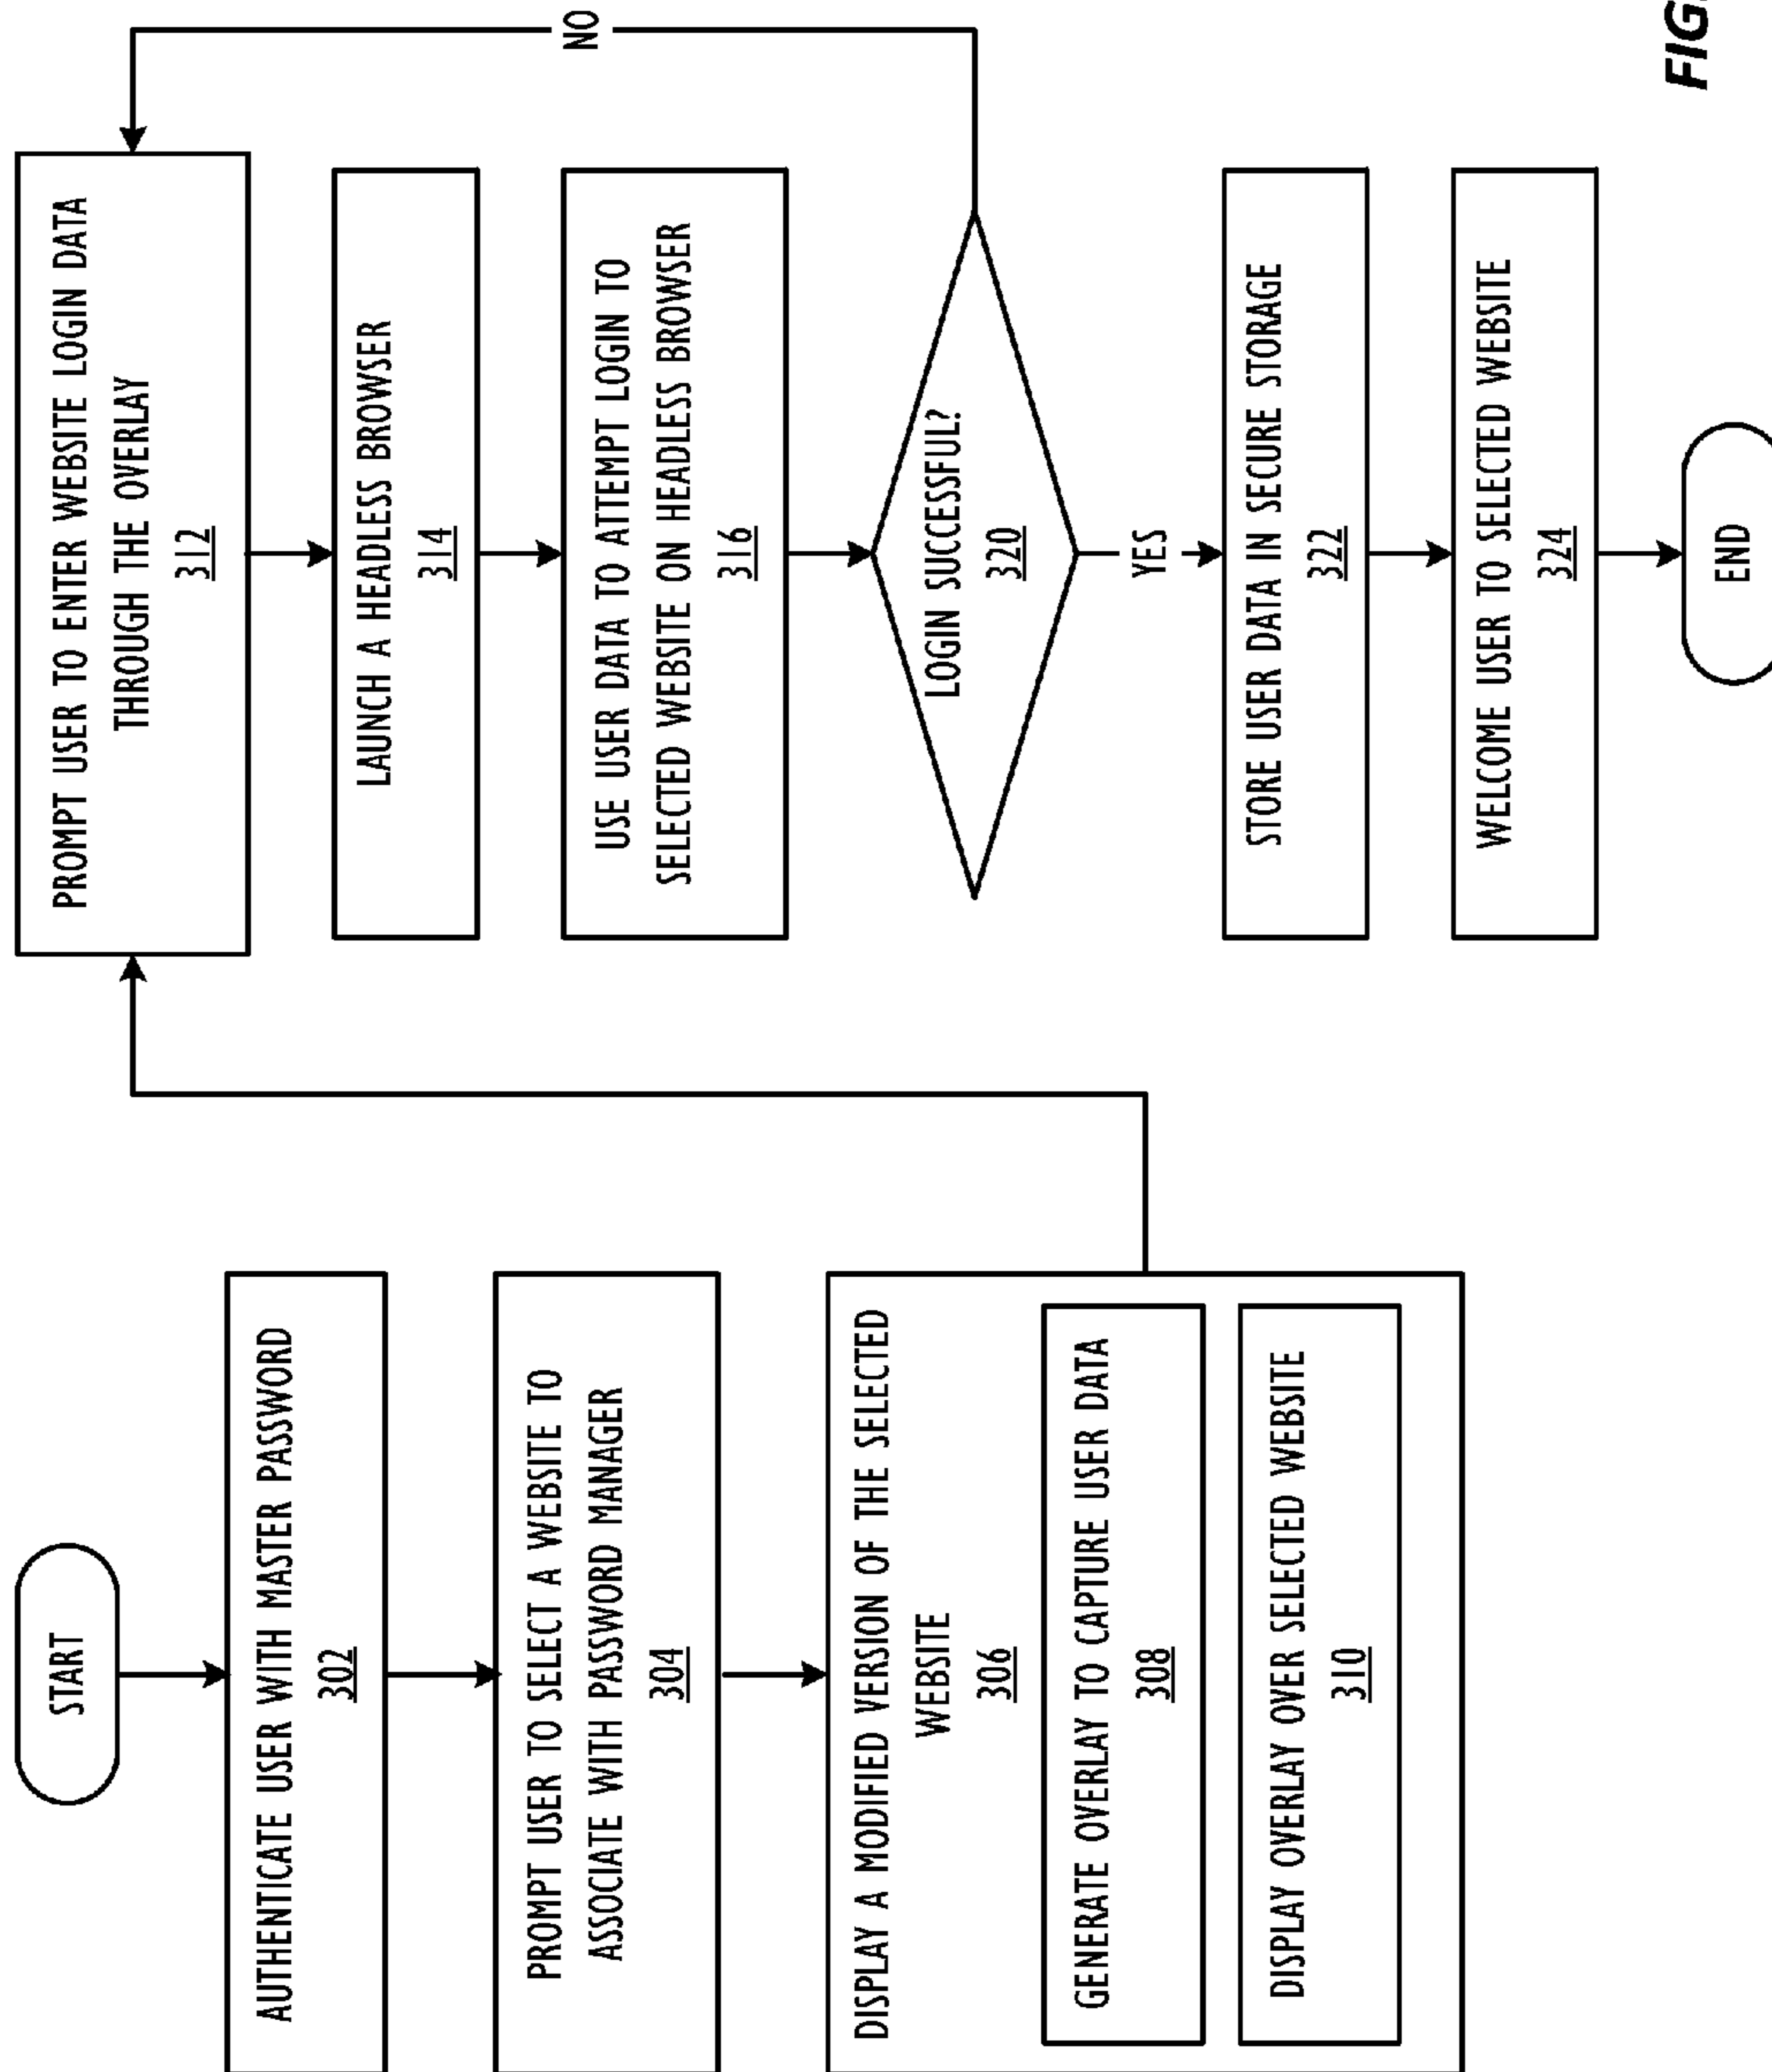 START
AUTHENTICATE USER WITH MASTER PASSWORD
302
PROMPT USER TO SELECT A WEBSITE TO
ASSOCIATE WITH PASSWORD MANAGER
304
DISPLAY A MODIFIED VERSION OF THE SELECTED
WEBSITE
306
GENERATE OVERLAY TO CAPTURE USER DATA
308
DISPLAY OVERLAY OVER SELECTED WEBSITE
310
PROMPT USER TO ENTER WEBSITE LOGIN DATA
THROUGH THE OVERLAY
312
LAUNCH A HEADLESS BROWSER
314
USE USER DATA TO ATTEMPT LOGIN TO
SELECTED WEBSITE ON HEADLESS BROWSER
316
LOGIN SUCCESSFUL?
320
NO
YES
STORE USER DATA IN SECURE STORAGE
322
WELCOME USER TO SELECTED WEBSITE
324
END
FIG.